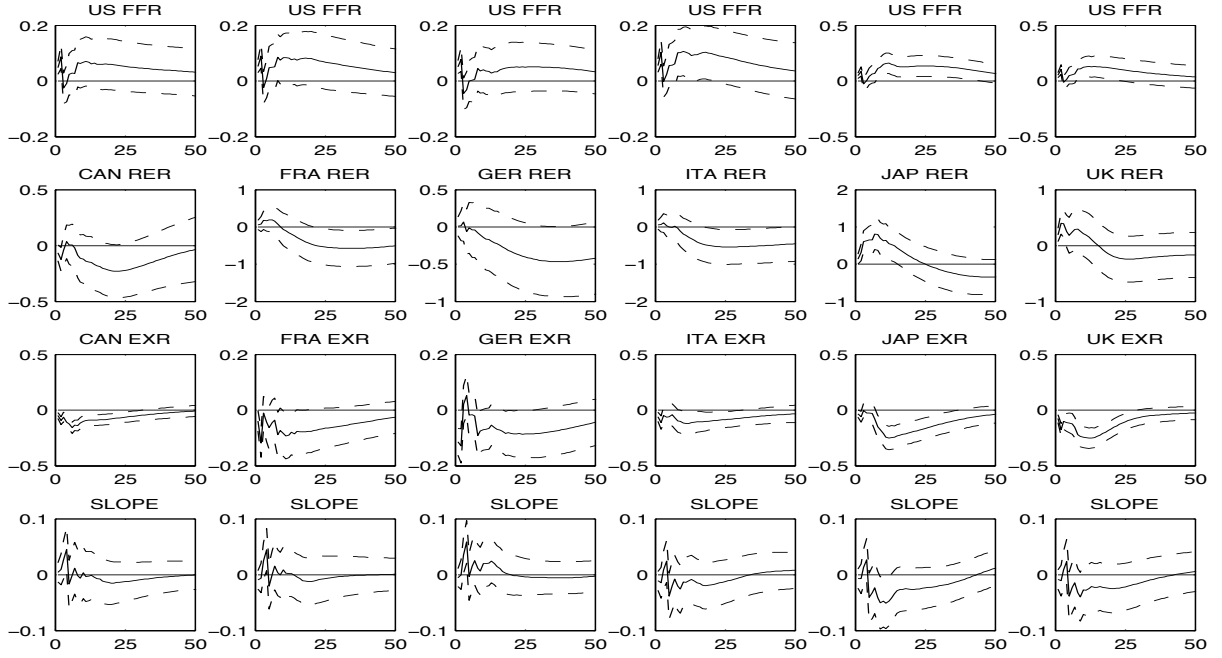 US FFR US FFR US FFR US FFR US FFR US FFR
0.2 0.2 0.2 0.2 0.5 0.5
0 0 0 0 0 0
−0.2 −0.2 −0.2 −0.2 −0.5 −0.5
0 25 50 0 25 50 0 25 50 0 25 50 0 25 50 0 25 50
CAN RER FRA RER GER RER ITA RER JAP RER UK RER
0.5 1 0.5 1 2 1
0 0 1
0 0 0
−1 −0.5 −1 0
−0.5 −2 −1 −2 −1 −1
0 25 50 0 25 50 0 25 50 0 25 50 0 25 50 0 25 50
CAN EXR FRA EXR GER EXR ITA EXR JAP EXR UK EXR
0.5 0.2 0.2 0.5 0.5 0.5
0 0 0 0 0 0
−0.5 −0.2 −0.2 −0.5 −0.5 −0.5
0 25 50 0 25 50 0 25 50 0 25 50 0 25 50 0 25 50
SLOPE SLOPE SLOPE SLOPE SLOPE SLOPE
0.1 0.1 0.1 0.1 0.1 0.1
0 0 0 0 0 0
−0.1 −0.1 −0.1 −0.1 −0.1 −0.1
0 25 50 0 25 50 0 25 50 0 25 50 0 25 50 0 25 50